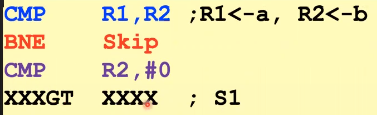 CMP R1,R2 ;R1<-a, R2<-b
BNE Skip
CMP R2,#0
XXXGT XXXX ; S1